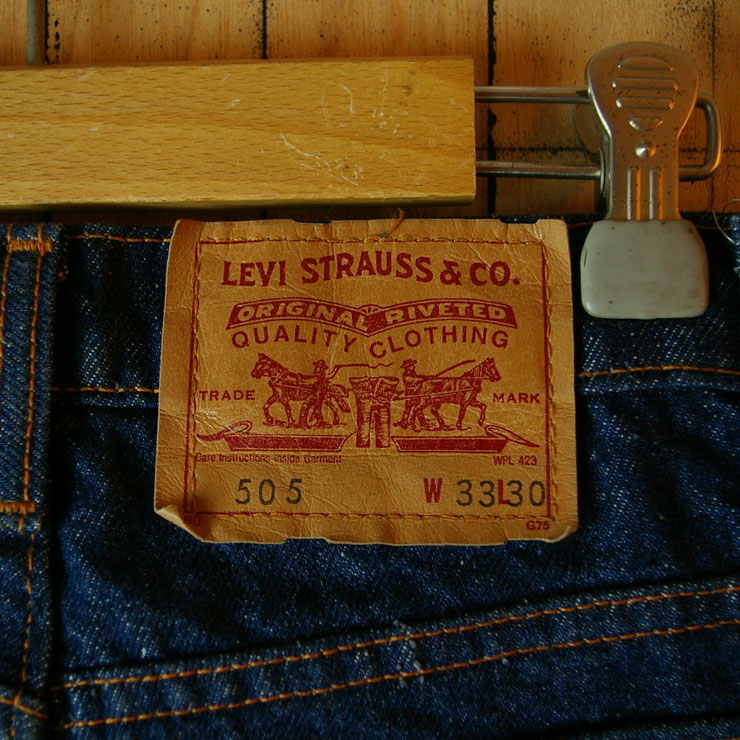 LEVI STRAUSS & CO.
ORIGINAL RIVETED
QUALITY CLOTHING
TRADE MARK
Care Instructions Inside Garment WPL 423
505 W 33 L 30
G75